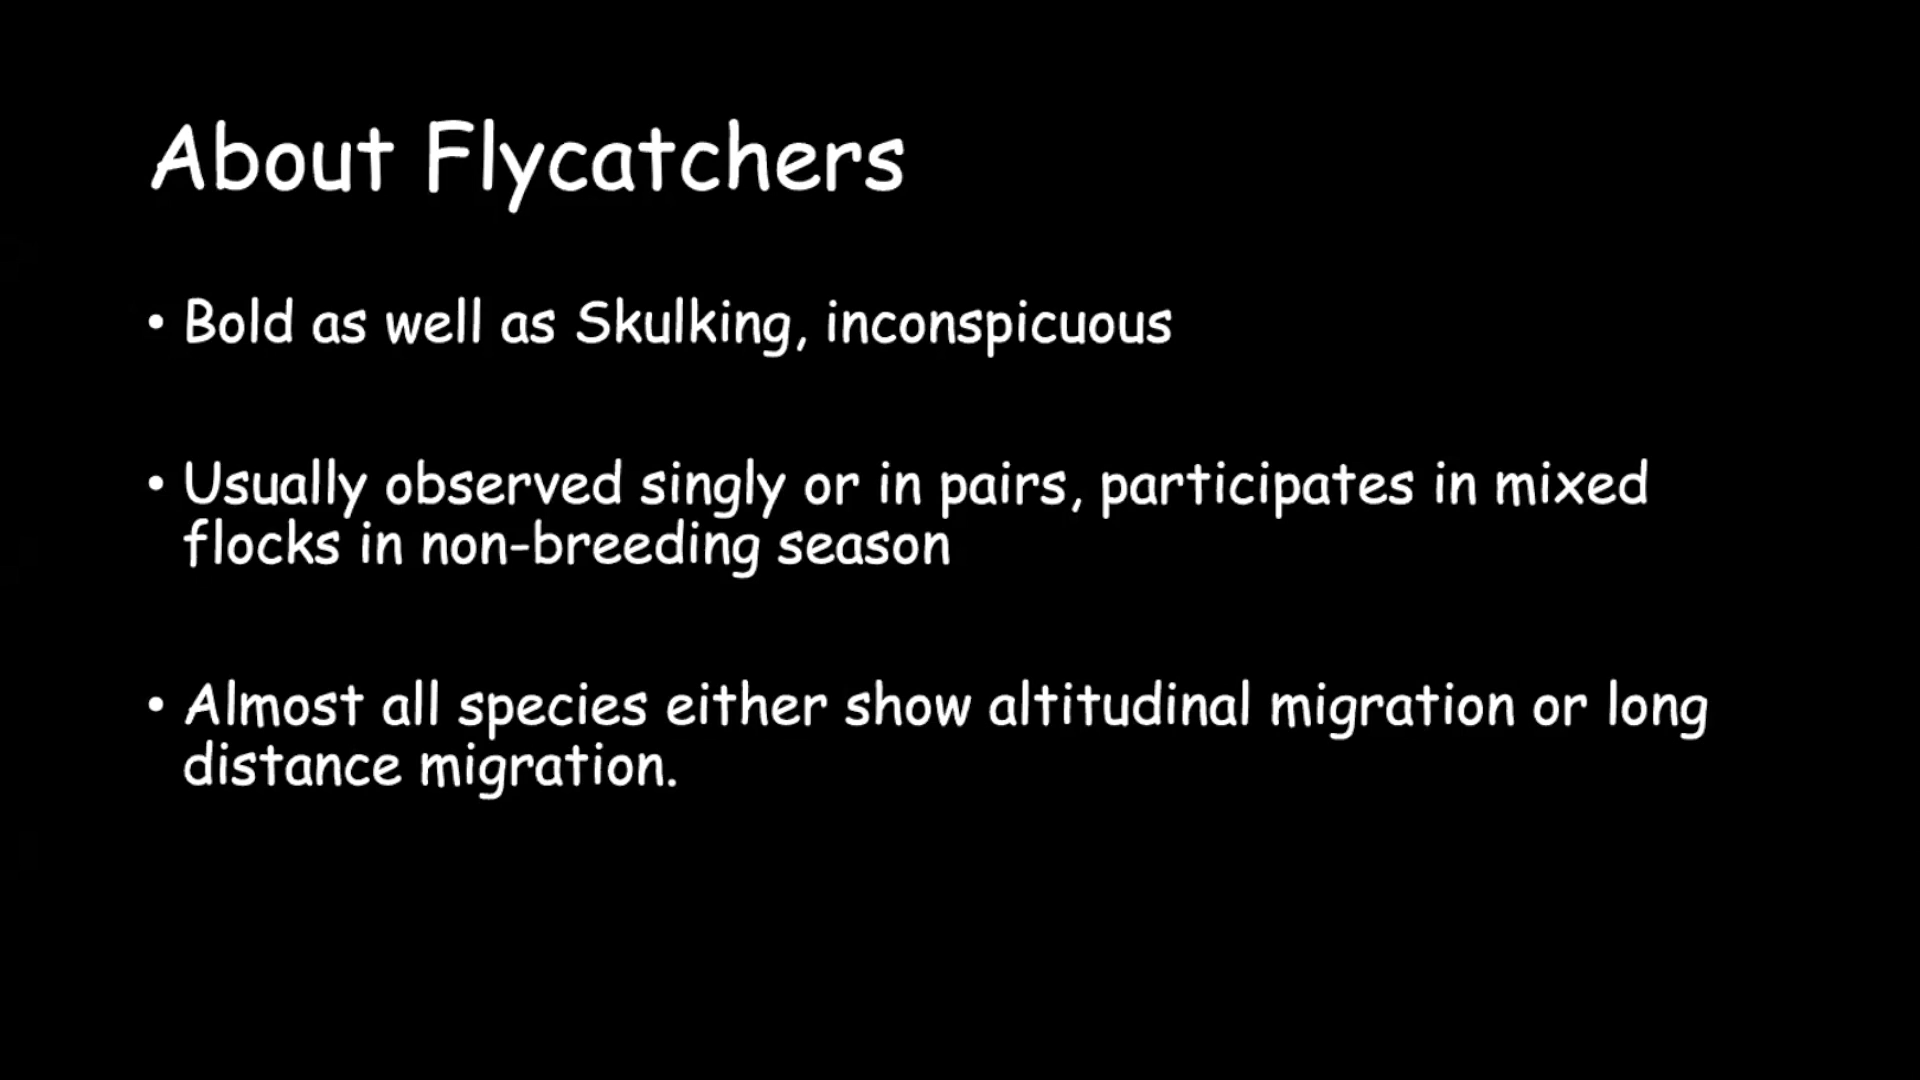 About Flycatchers
• Bold as well as Skulking, inconspicuous
• Usually observed singly or in pairs, participates in mixed
flocks in non-breeding season
• Almost all species either show altitudinal migration or long
distance migration.